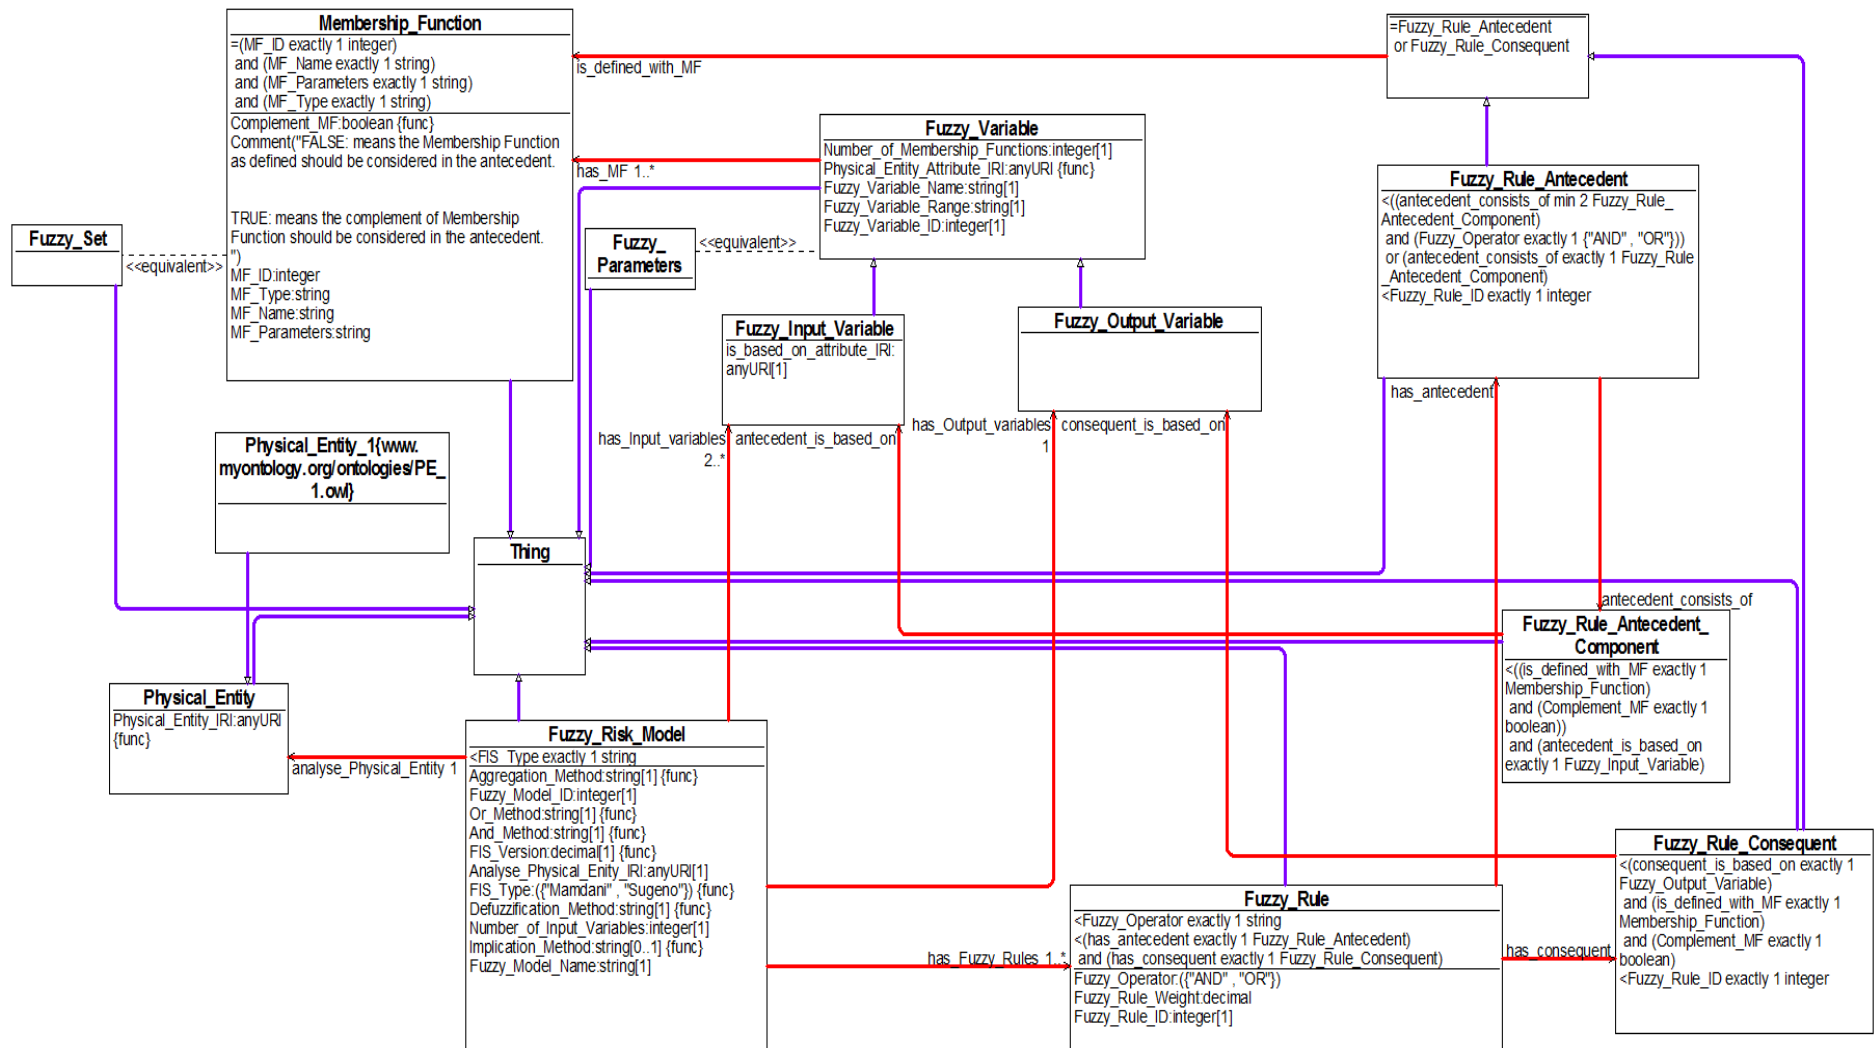 Membership_Function
=(MF_ID exactly 1 integer)
and (MF_Name exactly 1 string)
and (MF_Parameters exactly 1 string)
and (MF_Type exactly 1 string)
Complement_MF:boolean {func}
Comment("FALSE: means the Membership Function
as defined should be considered in the antecedent.
TRUE: means the complement of Membership
Function should be considered in the antecedent.
")
MF_ID:integer
MF_Type:string
MF_Name:string
MF_Parameters:string
=Fuzzy_Rule_Antecedent
or Fuzzy_Rule_Consequent
is_defined_with_MF
Fuzzy_Variable
Number_of_Membership_Functions:integer[1]
Physical_Entity_Attribute_IRI:anyURI {func}
Fuzzy_Variable_Name:string[1]
Fuzzy_Variable_Range:string[1]
Fuzzy_Variable_ID:integer[1]
has_MF 1..*
Fuzzy_Rule_Antecedent
<((antecedent_consists_of min 2 Fuzzy_Rule_
Antecedent_Component)
and (Fuzzy_Operator exactly 1 {"AND" , "OR"}))
or (antecedent_consists_of exactly 1 Fuzzy_Rule
_Antecedent_Component)
<Fuzzy_Rule_ID exactly 1 integer
Fuzzy_Set
<<equivalent>>
Fuzzy_
Parameters
<<equivalent>>
Fuzzy_Input_Variable
is_based_on_attribute_IRI:
anyURI[1]
Fuzzy_Output_Variable
has_antecedent
has_Input_variables
2..*
antecedent_is_based_on
has_Output_variables
1
consequent_is_based_on
Physical_Entity_1{www.
myontology.org/ontologies/PE_
1.owl}
Thing
antecedent_consists_of
Fuzzy_Rule_Antecedent_
Component
<((is_defined_with_MF exactly 1
Membership_Function)
and (Complement_MF exactly 1
boolean))
and (antecedent_is_based_on
exactly 1 Fuzzy_Input_Variable)
Physical_Entity
Physical_Entity_IRI:anyURI
{func}
analyse_Physical_Entity 1
Fuzzy_Risk_Model
<FIS_Type exactly 1 string
Aggregation_Method:string[1] {func}
Fuzzy_Model_ID:integer[1]
Or_Method:string[1] {func}
And_Method:string[1] {func}
FIS_Version:decimal[1] {func}
Analyse_Physical_Enity_IRI:anyURI[1]
FIS_Type:({"Mamdani" , "Sugeno"}) {func}
Defuzzification_Method:string[1] {func}
Number_of_Input_Variables:integer[1]
Implication_Method:string[0..1] {func}
Fuzzy_Model_Name:string[1]
has_Fuzzy_Rules 1..*
Fuzzy_Rule
<Fuzzy_Operator exactly 1 string
<(has_antecedent exactly 1 Fuzzy_Rule_Antecedent)
and (has_consequent exactly 1 Fuzzy_Rule_Consequent)
Fuzzy_Operator:({"AND" , "OR"})
Fuzzy_Rule_Weight:decimal
Fuzzy_Rule_ID:integer[1]
has_consequent
Fuzzy_Rule_Consequent
<(consequent_is_based_on exactly 1
Fuzzy_Output_Variable)
and (is_defined_with_MF exactly 1
Membership_Function)
and (Complement_MF exactly 1
boolean)
<Fuzzy_Rule_ID exactly 1 integer